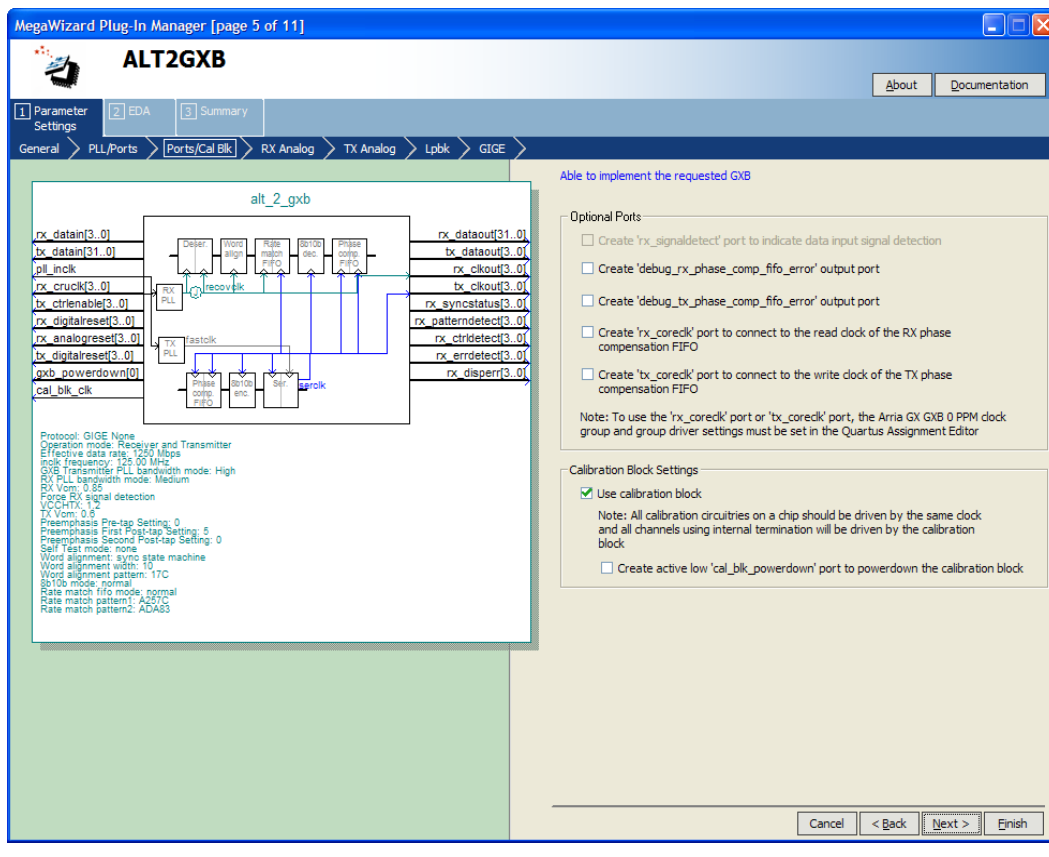 MegaWizard Plug-In Manager [page 5 of 11]
ALT2GXB
About
Documentation
1 Parameter Settings
2 EDA
3 Summary
General
PLL/Ports
Ports/Cal Blk
RX Analog
TX Analog
Lpbk
GIGE
alt_2_gxb
rx_datain[3..0]
tx_datain[31..0]
pll_inclk
rx_cruclk[3..0]
tx_ctrlenable[3..0]
rx_digitalreset[3..0]
rx_analogreset[3..0]
tx_digitalreset[3..0]
gxb_powerdown[0]
cal_blk_clk
Deser.
Word align
Rate match FIFO
8b10b dec.
Phase comp. FIFO
RX PLL
recovclk
TX PLL
fastclk
Phase comp. FIFO
8b10b enc.
Ser.
serclk
rx_dataout[31..0]
tx_dataout[3..0]
rx_clkout[3..0]
tx_clkout[3..0]
rx_syncstatus[3..0]
rx_patterndetect[3..0]
rx_ctrldetect[3..0]
rx_errdetect[3..0]
rx_disperr[3..0]
Protocol: GIGE None
Operation mode: Receiver and Transmitter
Effective data rate: 1250 Mbps
inclk frequency: 125.00 MHz
GXB Transmitter PLL bandwidth mode: High
RX PLL bandwidth mode: Medium
RX Vcm: 0.85
Force RX signal detection
VCCHTX: 1.2
TX Vcm: 0.6
Preemphasis Pre-tap Setting: 0
Preemphasis First Post-tap Setting: 5
Preemphasis Second Post-tap Setting: 0
Self Test mode: none
Word alignment: sync state machine
Word alignment width: 10
Word alignment pattern: 17C
8b10b mode: normal
Rate match fifo mode: normal
Rate match pattern1: A257C
Rate match pattern2: ADA83
Able to implement the requested GXB
Optional Ports
Create 'rx_signaldetect' port to indicate data input signal detection
Create 'debug_rx_phase_comp_fifo_error' output port
Create 'debug_tx_phase_comp_fifo_error' output port
Create 'rx_coreclk' port to connect to the read clock of the RX phase
compensation FIFO
Create 'tx_coreclk' port to connect to the write clock of the TX phase
compensation FIFO
Note: To use the 'rx_coreclk' port or 'tx_coreclk' port, the Arria GX GXB 0 PPM clock
group and group driver settings must be set in the Quartus Assignment Editor
Calibration Block Settings
Use calibration block
Note: All calibration circuitries on a chip should be driven by the same clock
and all channels using internal termination will be driven by the calibration
block
Create active low 'cal_blk_powerdown' port to powerdown the calibration block
Cancel
< Back
Next >
Finish